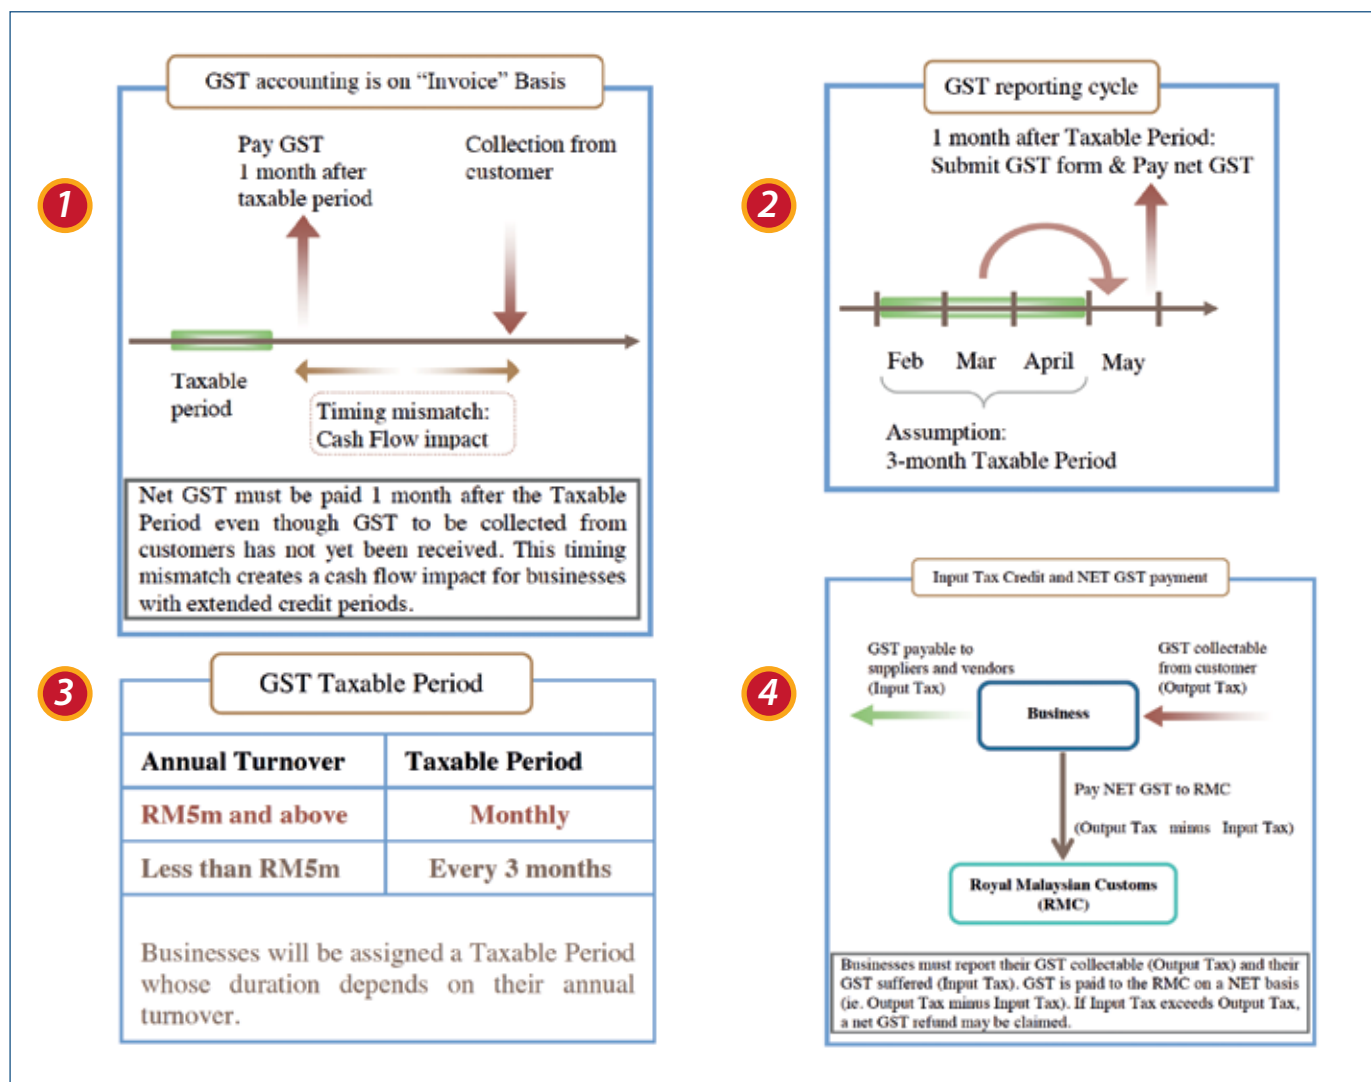 1
GST accounting is on “Invoice” Basis
Pay GST
1 month after
taxable period
Collection from
customer
Taxable
period
Timing mismatch:
Cash Flow impact
Net GST must be paid 1 month after the Taxable
Period even though GST to be collected from
customers has not yet been received. This timing
mismatch creates a cash flow impact for businesses
with extended credit periods.
2
GST reporting cycle
1 month after Taxable Period:
Submit GST form & Pay net GST
Feb Mar April May
Assumption:
3-month Taxable Period
3
GST Taxable Period
Annual Turnover Taxable Period
RM5m and above Monthly
Less than RM5m Every 3 months
Businesses will be assigned a Taxable Period
whose duration depends on their annual
turnover.
4
Input Tax Credit and NET GST payment
GST payable to
suppliers and vendors
(Input Tax)
GST collectable
from customer
(Output Tax)
Business
Pay NET GST to RMC
(Output Tax minus Input Tax)
Royal Malaysian Customs
(RMC)
Businesses must report their GST collectable (Output Tax) and their
GST suffered (Input Tax). GST is paid to the RMC on a NET basis
(ie. Output Tax minus Input Tax). If Input Tax exceeds Output Tax,
a net GST refund may be claimed.